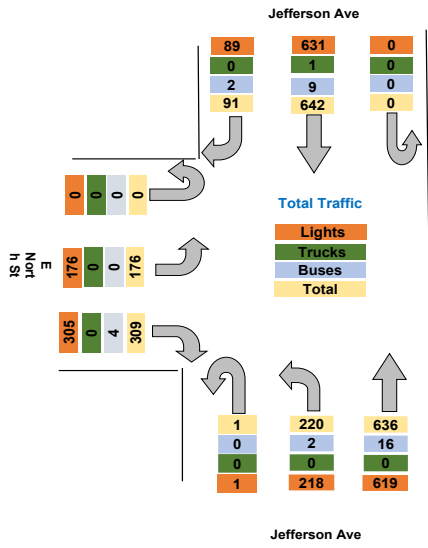 Jefferson Ave
89 631 0
0 1 0
2 9 0
91 642 0
0 0 0 0
Total Traffic
Lights
Trucks
Buses
Total
E
Nort
h St
176 0 0 176
305 0 4 309
1 220 636
0 2 16
0 0 0
1 218 619
Jefferson Ave